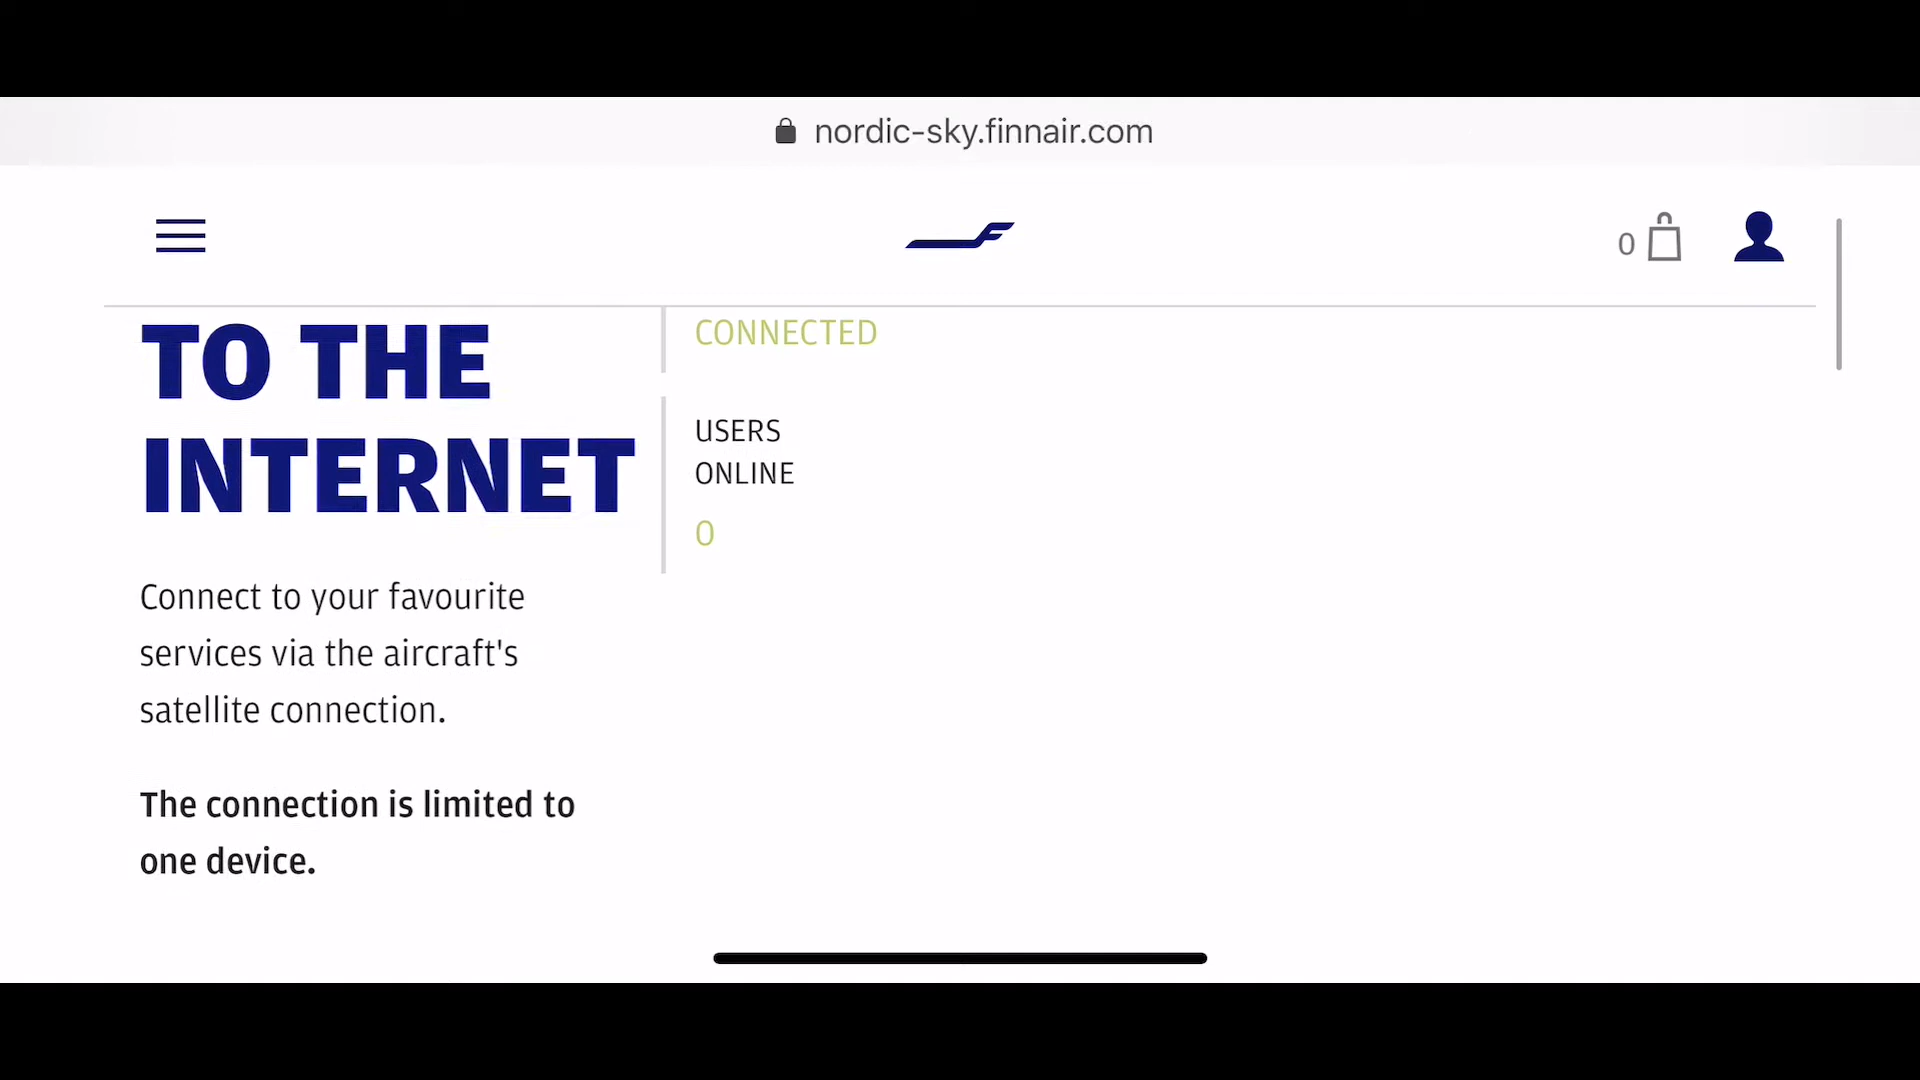 nordic-sky.finnair.com
0
TO THE
INTERNET
Connect to your favourite
services via the aircraft's
satellite connection.
The connection is limited to
one device.
CONNECTED
USERS
ONLINE
0